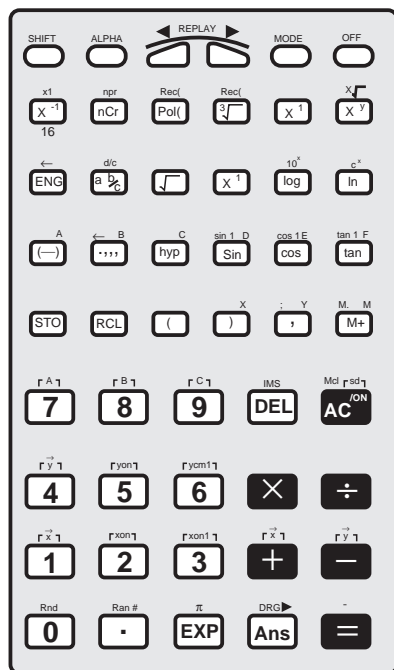 SHIFT ALPHA ◀ REPLAY ▶ MODE OFF
x1 npr Rec( Rec( X√
X⁻¹ nCr Pol( ³√ X¹ Xʸ
16
← d/c 10ˣ cˣ
ENG a b/c √ X¹ log ln
A ← B C sin 1 D cos 1 E tan 1 F
(—) .,,, hyp Sin cos tan
X ; Y M. M
STO RCL ( ) , M+
A B C IMS Mcl sd
7 8 9 DEL AC/ON
y⃗ yon ycm1
4 5 6 × ÷
x⃗ xon xon1 x⃗ y⃗
1 2 3 + −
Rnd Ran # π DRG▶ -
0 . EXP Ans =